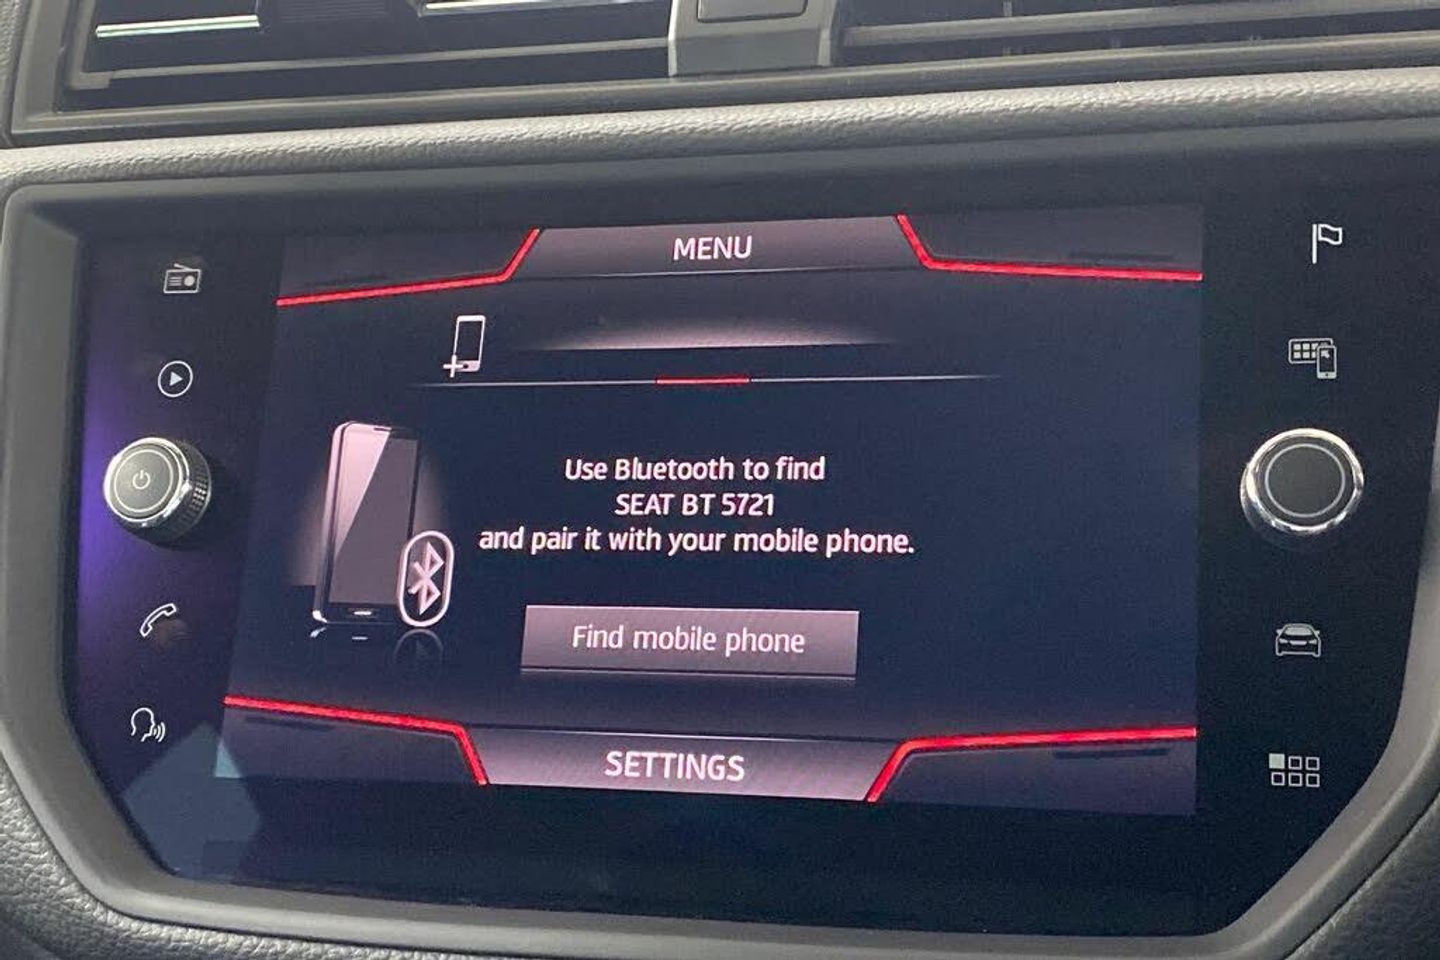 MENU
Use Bluetooth to find
SEAT BT 5721
and pair it with your mobile phone.
Find mobile phone
SETTINGS